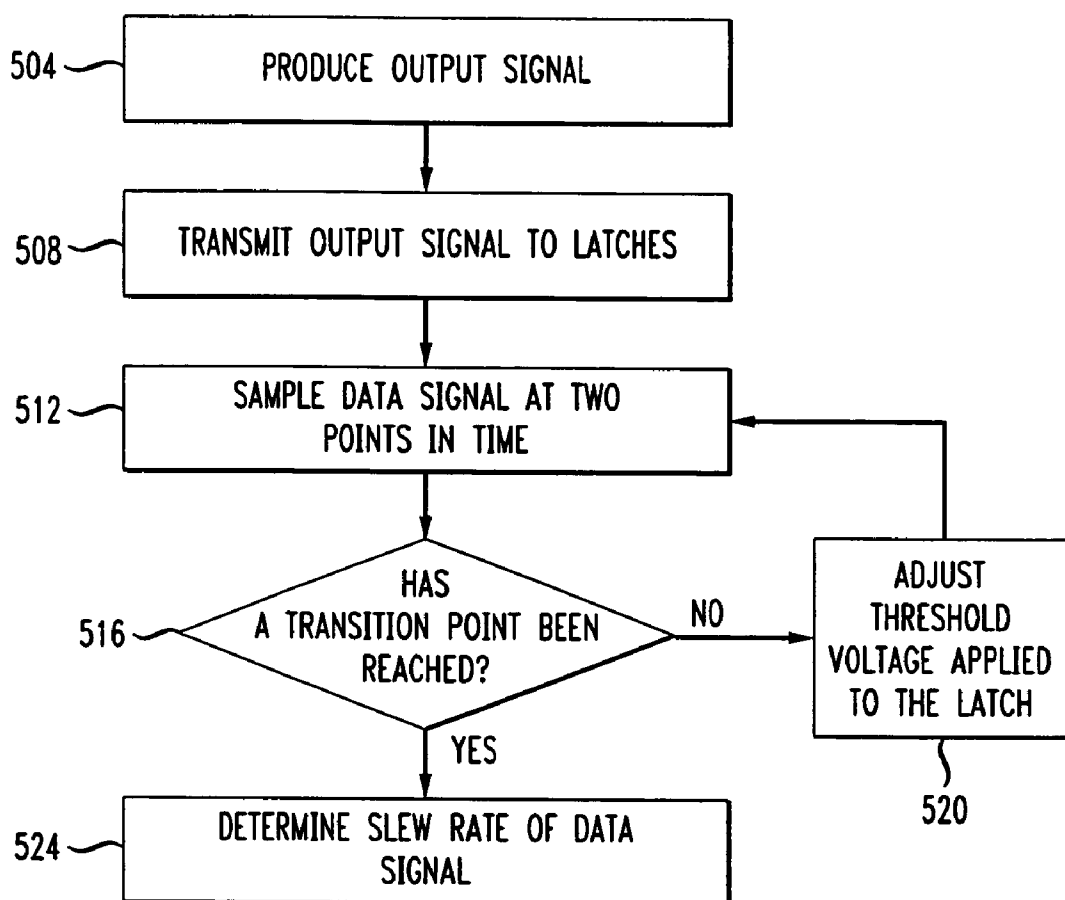 504
PRODUCE OUTPUT SIGNAL
508
TRANSMIT OUTPUT SIGNAL TO LATCHES
512
SAMPLE DATA SIGNAL AT TWO
POINTS IN TIME
516
HAS
A TRANSITION POINT BEEN
REACHED?
NO
ADJUST
THRESHOLD
VOLTAGE APPLIED
TO THE LATCH
520
YES
524
DETERMINE SLEW RATE OF DATA
SIGNAL